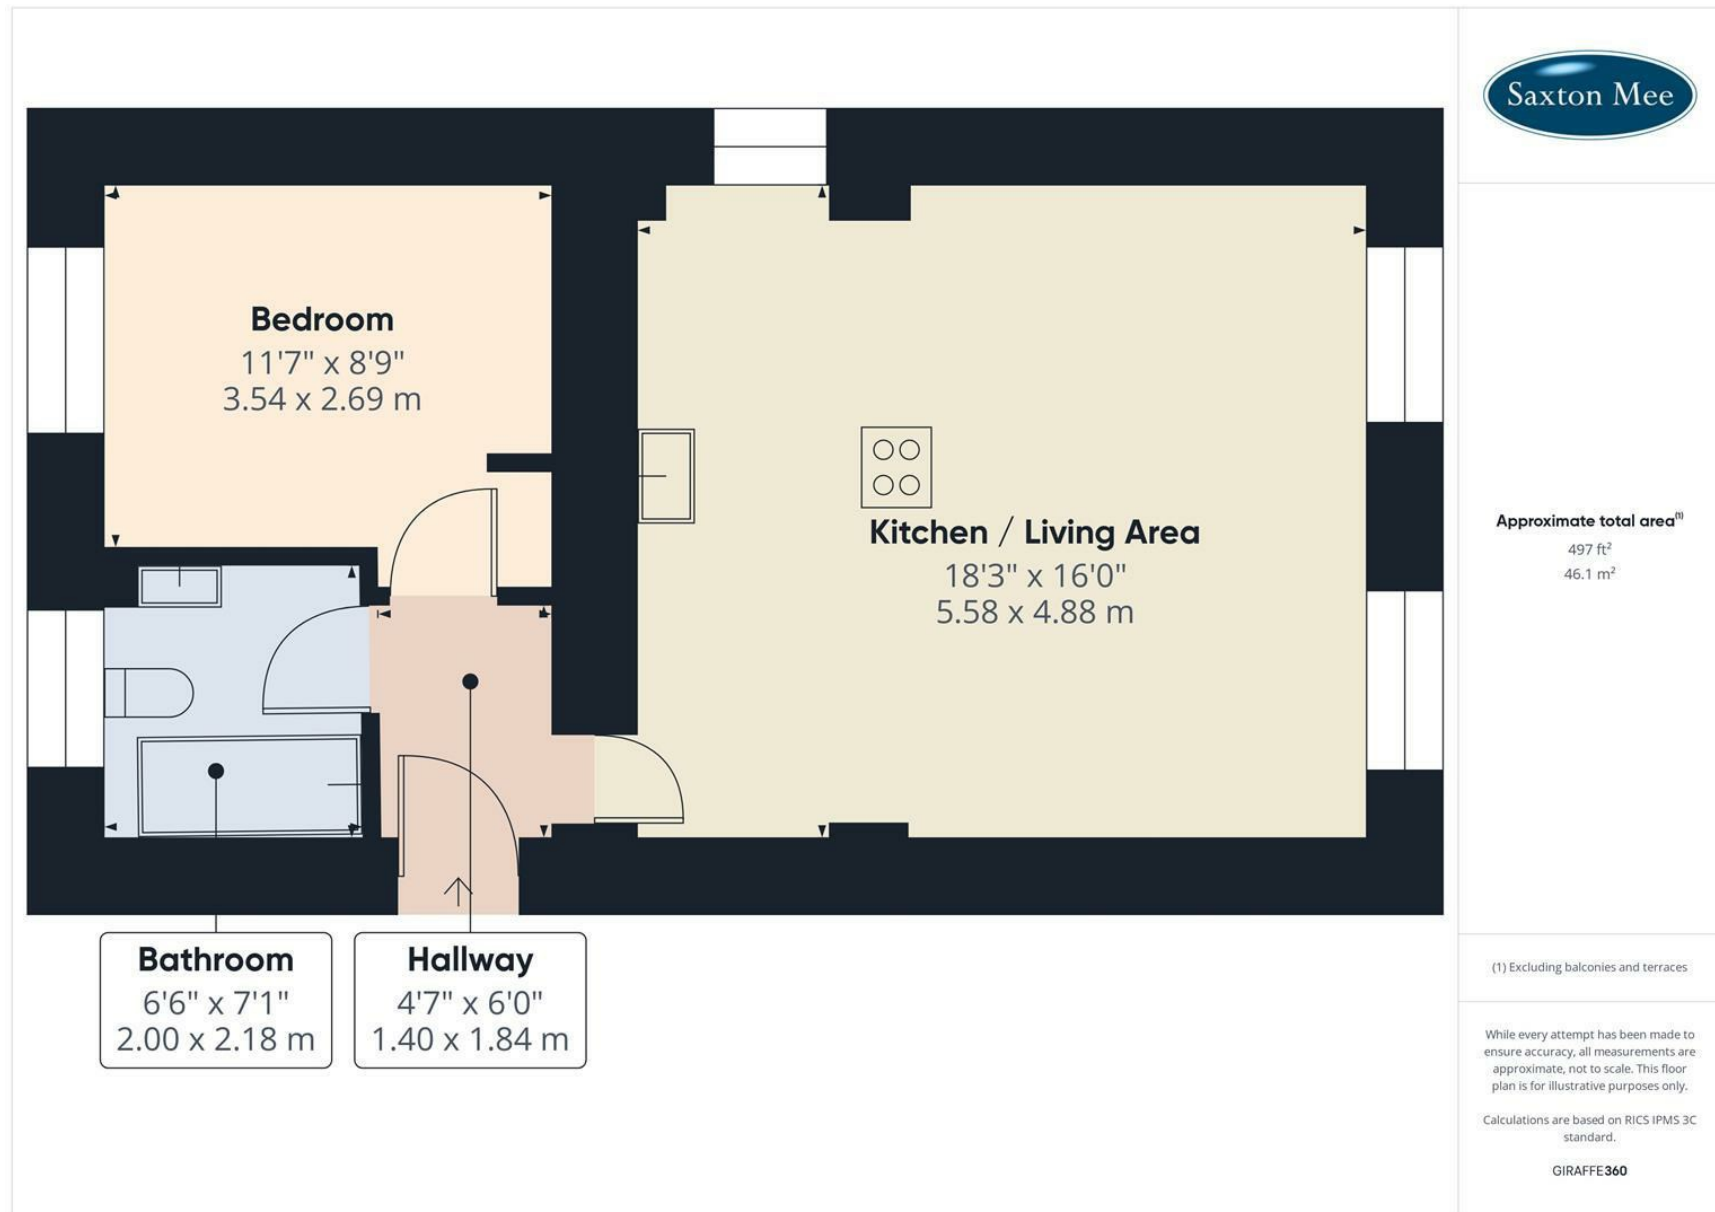 Saxton Mee
Bedroom
11'7" x 8'9"
3.54 x 2.69 m
Kitchen / Living Area
18'3" x 16'0"
5.58 x 4.88 m
Bathroom
6'6" x 7'1"
2.00 x 2.18 m
Hallway
4'7" x 6'0"
1.40 x 1.84 m
Approximate total area⁽¹⁾
497 ft²
46.1 m²
(1) Excluding balconies and terraces
While every attempt has been made to
ensure accuracy, all measurements are
approximate, not to scale. This floor
plan is for illustrative purposes only.
Calculations are based on RICS IPMS 3C
standard.
GIRAFFE360